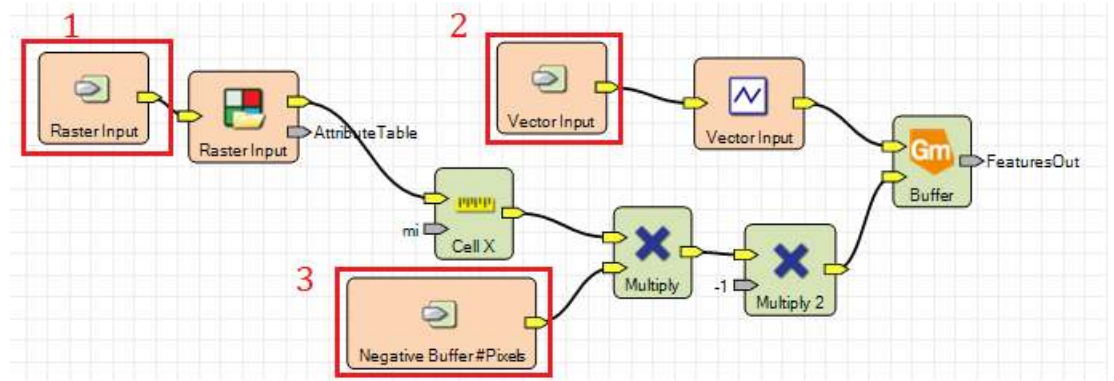 1
2
Raster Input
Raster Input
AttributeTable
Vector Input
Vector Input
Gm
Buffer
FeaturesOut
mi
Cell X
3
Multiply
-1
Multiply 2
Negative Buffer #Pixels